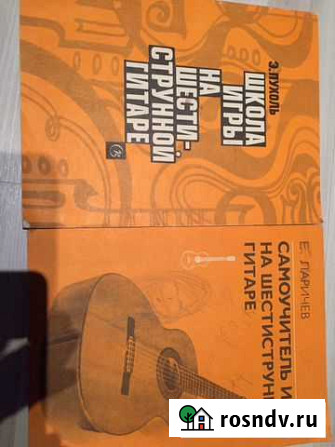 Э. ПУХОЛЬ
ШКОЛА
ИГРЫ
НА
ШЕСТИ-
СТРУННОЙ
ГИТАРЕ
Е. ЛАРИЧЕВ
САМОУЧИТЕЛЬ И
НА ШЕСТИСТРУН
ГИТАРЕ
rosndv.ru